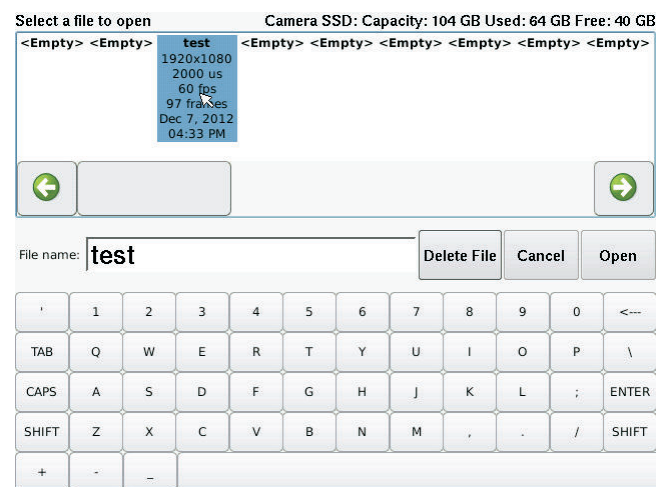 Select a file to open Camera SSD: Capacity: 104 GB Used: 64 GB Free: 40 GB
<Empty> <Empty> test <Empty> <Empty> <Empty> <Empty> <Empty> <Empty>
1920x1080
2000 us
60 fps
97 frames
Dec 7, 2012
04:33 PM
File name: test Delete File Cancel Open
' 1 2 3 4 5 6 7 8 9 0 <---
TAB Q W E R T Y U I O P \
CAPS A S D F G H J K L ; ENTER
SHIFT Z X C V B N M , . / SHIFT
+ - _